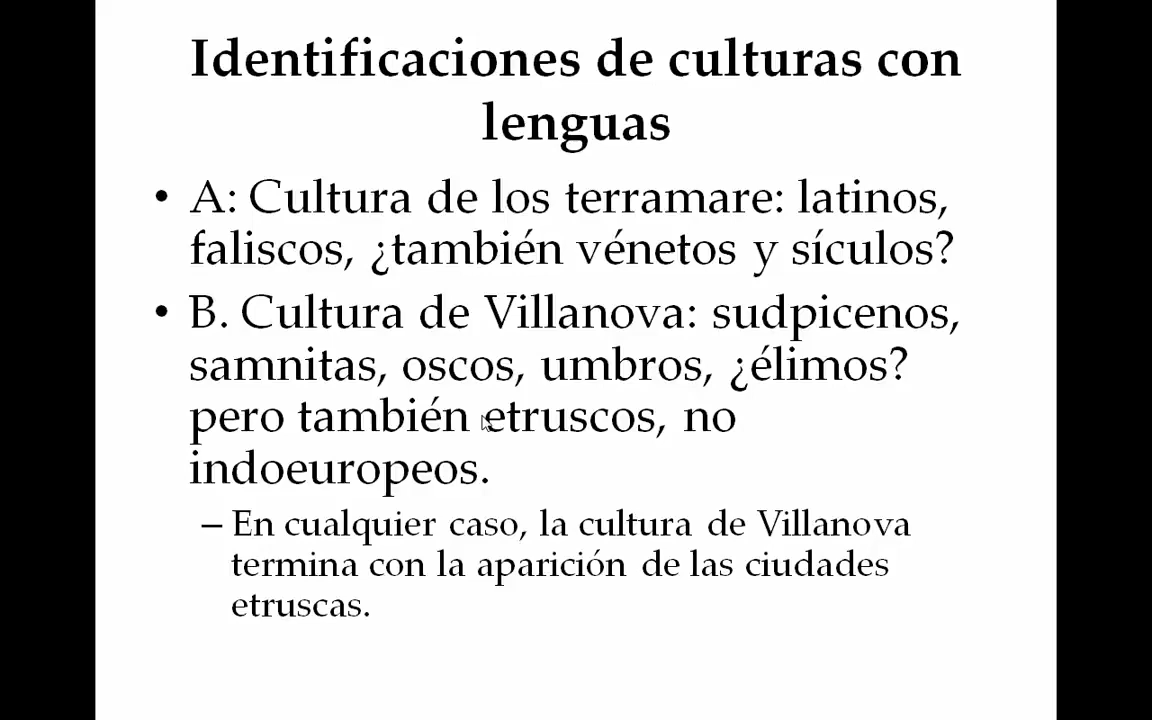 Identificaciones de culturas con
lenguas
• A: Cultura de los terramare: latinos,
faliscos, ¿también vénetos y sículos?
• B. Cultura de Villanova: sudpicenos,
samnitas, oscos, umbros, ¿élimos?
pero también etruscos, no
indoeuropeos.
– En cualquier caso, la cultura de Villanova
termina con la aparición de las ciudades
etruscas.